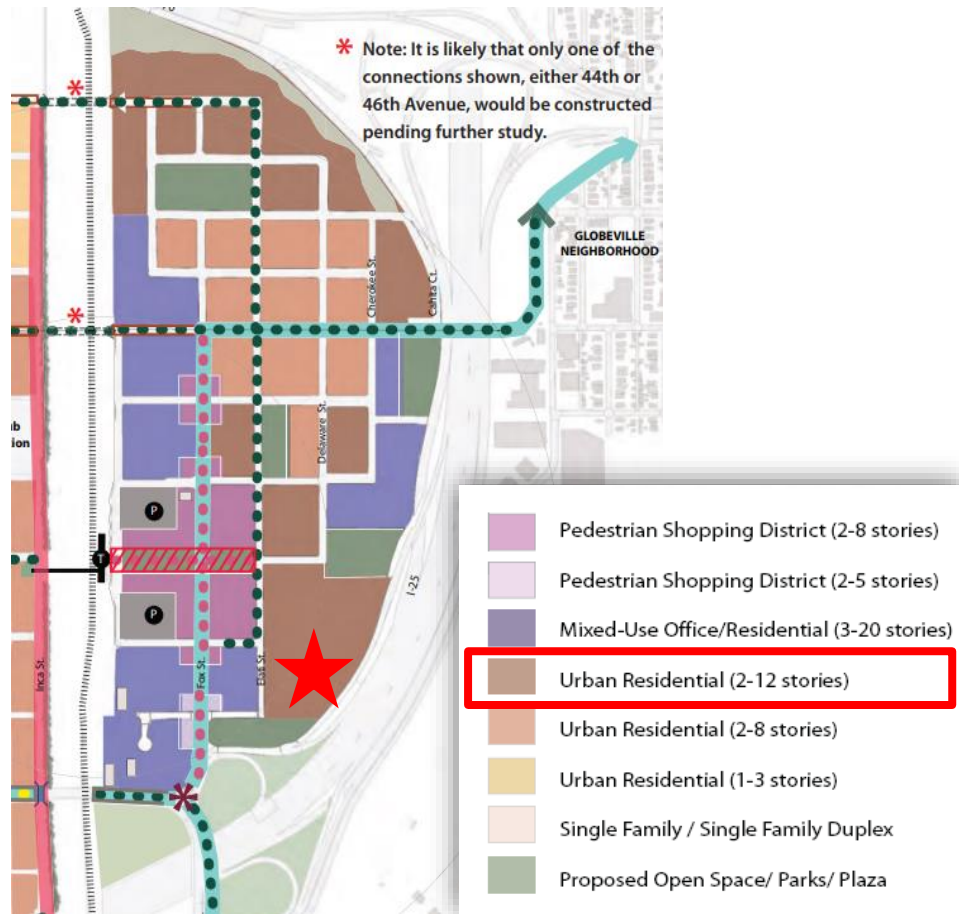 * Note: It is likely that only one of the
connections shown, either 44th or
46th Avenue, would be constructed
pending further study.
*
GLOBEVILLE
NEIGHBORHOOD
Cherokee St.
Cahita Ct.
*
Delaware St.
P
T
I-25
P
Inca St.
Fox St.
Elati St.
*
Pedestrian Shopping District (2-8 stories)
Pedestrian Shopping District (2-5 stories)
Mixed-Use Office/Residential (3-20 stories)
Urban Residential (2-12 stories)
Urban Residential (2-8 stories)
Urban Residential (1-3 stories)
Single Family / Single Family Duplex
Proposed Open Space/ Parks/ Plaza